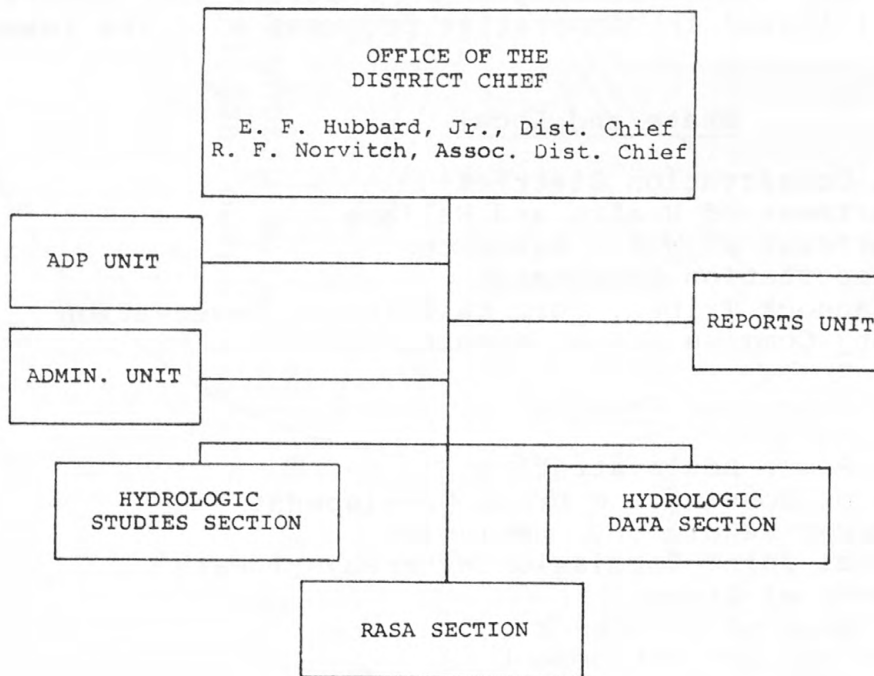 OFFICE OF THE
DISTRICT CHIEF
E. F. Hubbard, Jr., Dist. Chief
R. F. Norvitch, Assoc. Dist. Chief
ADP UNIT
REPORTS UNIT
ADMIN. UNIT
HYDROLOGIC
STUDIES SECTION
HYDROLOGIC
DATA SECTION
RASA SECTION